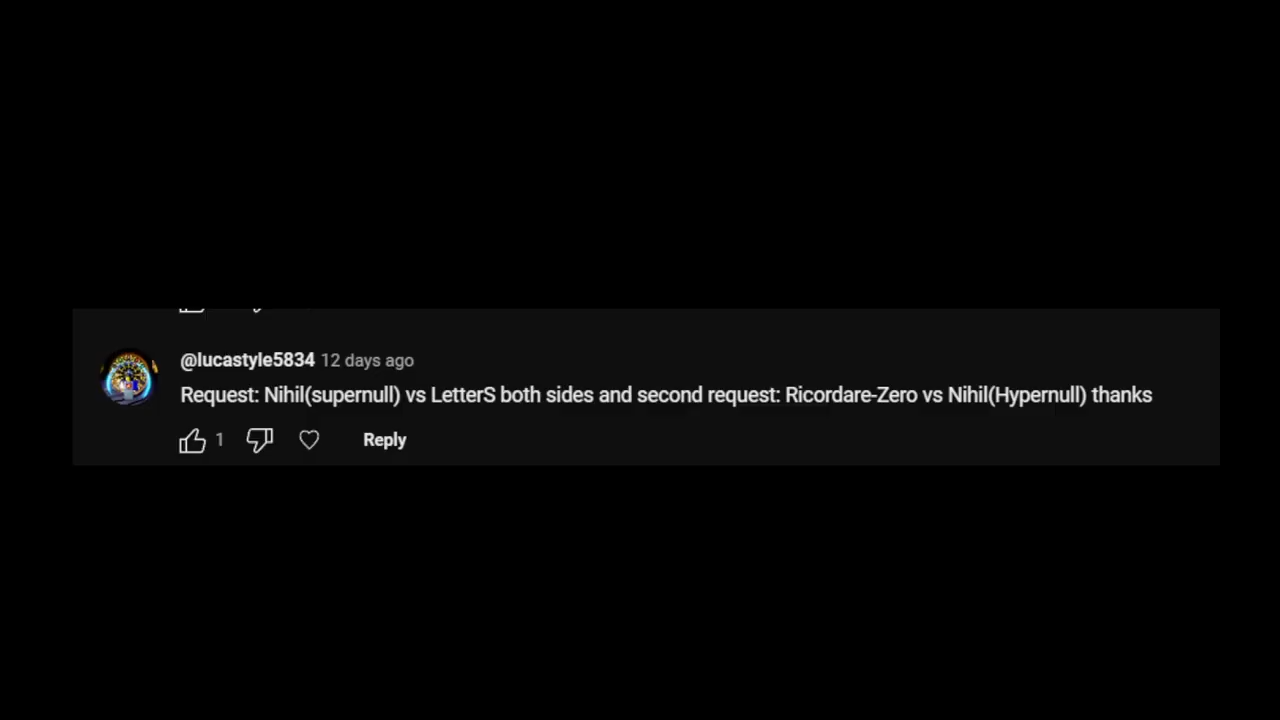 @lucastyle5834 12 days ago
Request: Nihil(supernull) vs LetterS both sides and second request: Ricordare-Zero vs Nihil(Hypernull) thanks
1 Reply